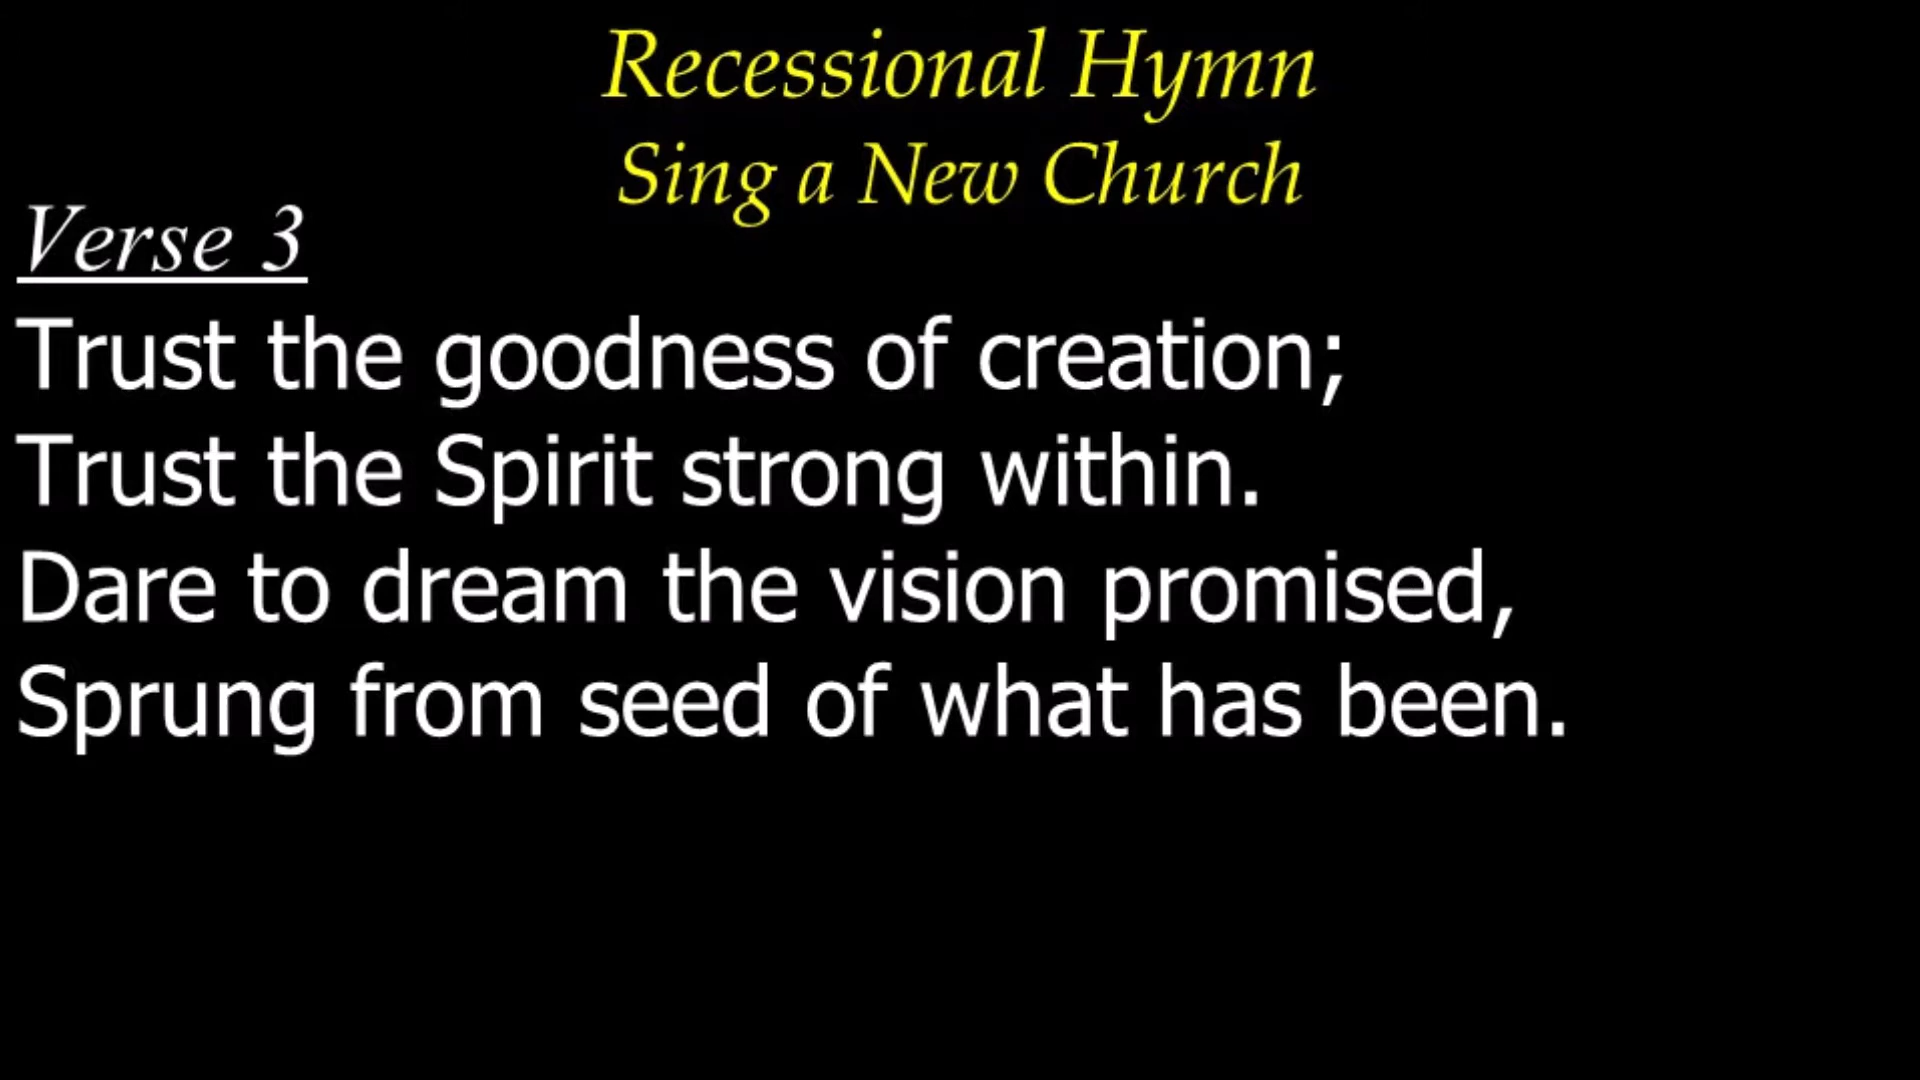 Recessional Hymn
Sing a New Church
Verse 3
Trust the goodness of creation;
Trust the Spirit strong within.
Dare to dream the vision promised,
Sprung from seed of what has been.